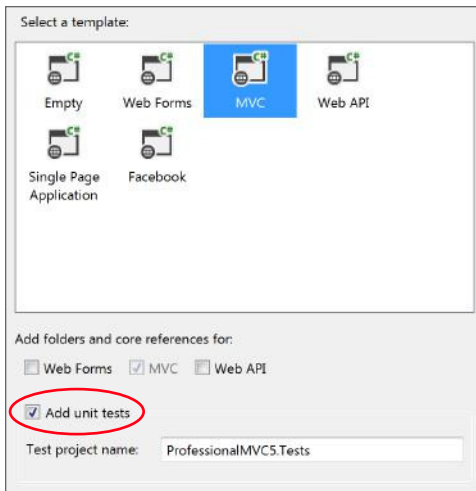 Select a template:
C# C# C# C#
Empty Web Forms MVC Web API
C# C#
Single Page Facebook
Application
Add folders and core references for:
Web Forms MVC Web API
Add unit tests
Test project name: ProfessionalMVC5.Tests